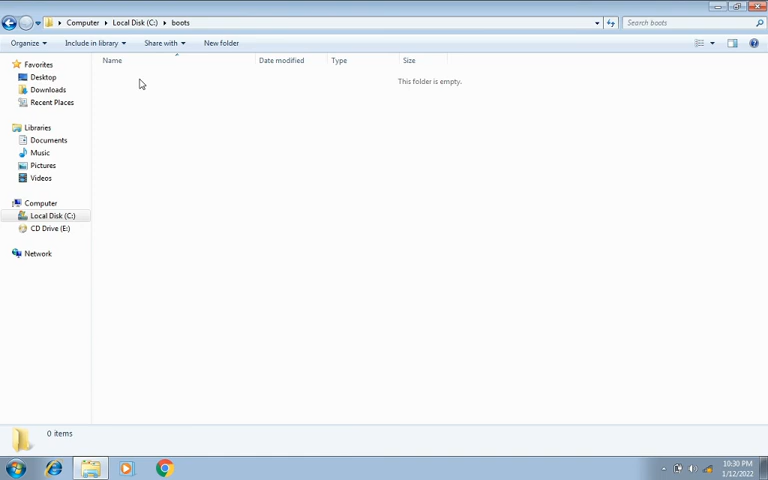 Computer Local Disk (C:) boots Search boots
Organize Include in library Share with New folder
Name Date modified Type Size
This folder is empty.
Favorites
Desktop
Downloads
Recent Places
Libraries
Documents
Music
Pictures
Videos
Computer
Local Disk (C:)
CD Drive (E:)
Network
0 items
10:30 PM
1/12/2022